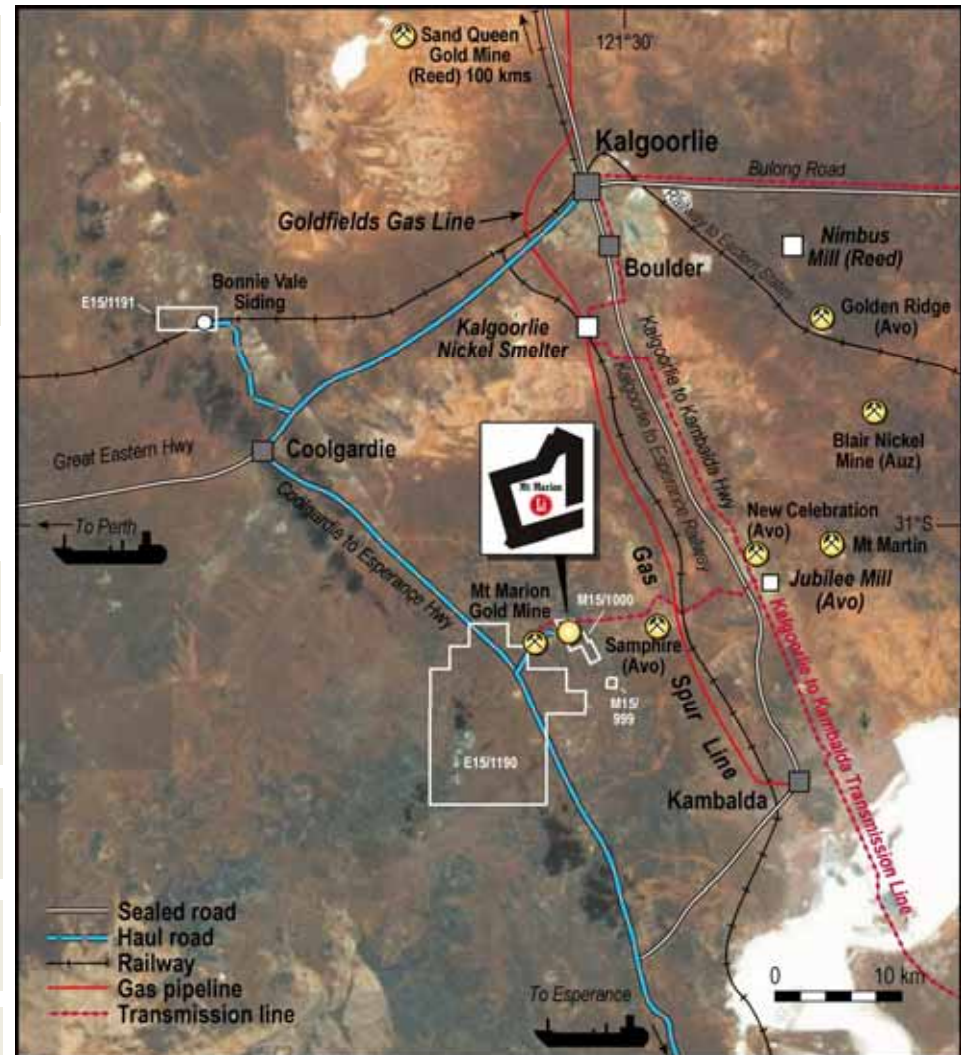 Sand Queen
Gold Mine
(Reed) 100 kms
121°30'
Kalgoorlie
Bulong Road
Goldfields Gas Line
Railway to Eastern States
Boulder
Nimbus
Mill (Reed)
Bonnie Vale
Siding
E15/1191
Golden Ridge
(Avo)
Kalgoorlie
Nickel Smelter
Kalgoorlie to Kambalda Hwy
Kalgoorlie to Esperance Railway
Blair Nickel
Mine (Auz)
Great Eastern Hwy
Coolgardie
Mt Marion
Li
New Celebration
(Avo)
31°S
Mt Martin
To Perth
Coolgardie to Esperance Hwy
Jubilee Mill
(Avo)
Mt Marion
Gold Mine
M15/1000
Gas Spur Line
Samphire
(Avo)
M15/
999
Kalgoorlie to Kambalda Transmission Line
E15/1190
Kambalda
Sealed road
Haul road
Railway
Gas pipeline
Transmission line
0 10 km
To Esperance